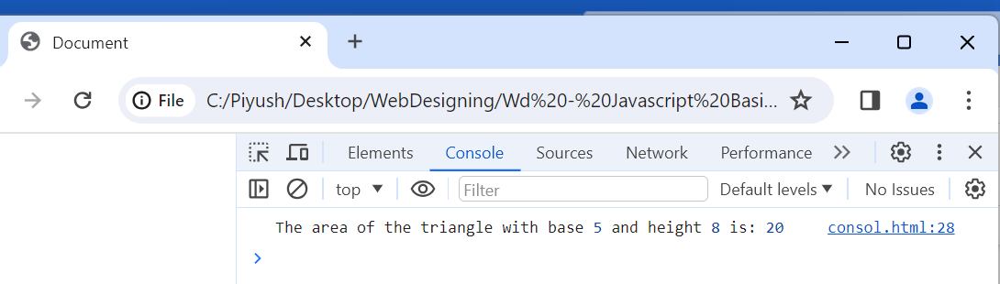 Document
File C:/Piyush/Desktop/WebDesigning/Wd%20-%20Javascript%20Basi...
Elements Console Sources Network Performance
top Filter Default levels No Issues
The area of the triangle with base 5 and height 8 is: 20 consol.html:28